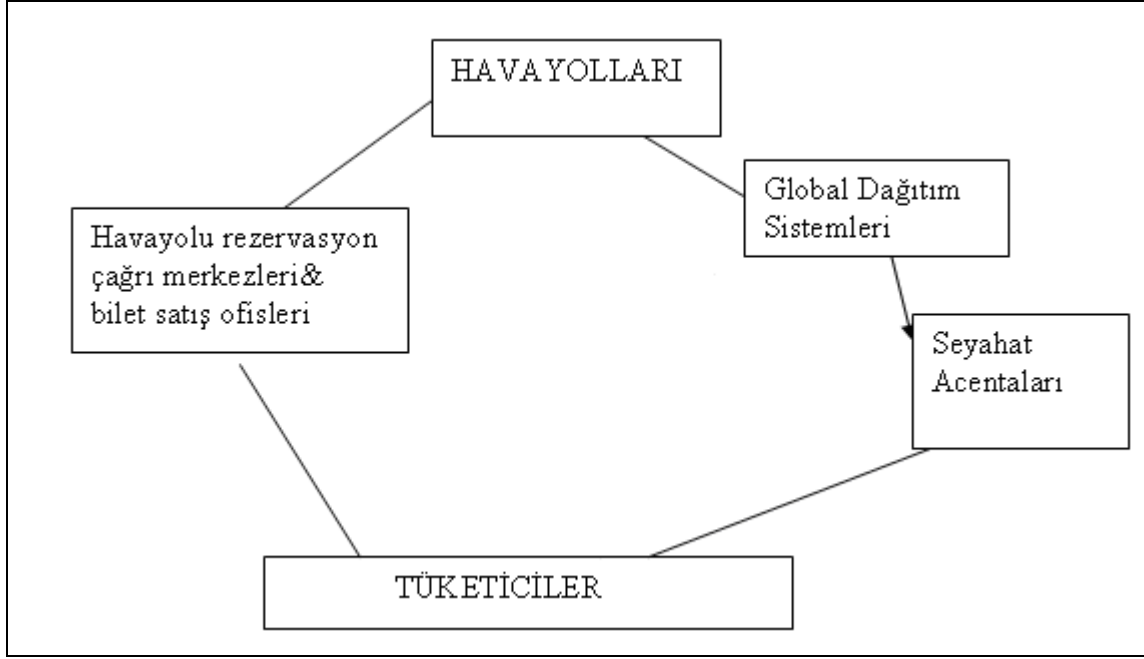 HAVAYOLLARI
Global Dağıtım
Sistemleri
Havayolu rezervasyon
çağrı merkezleri&
bilet satış ofisleri
Seyahat
Acentaları
TÜKETİCİLER